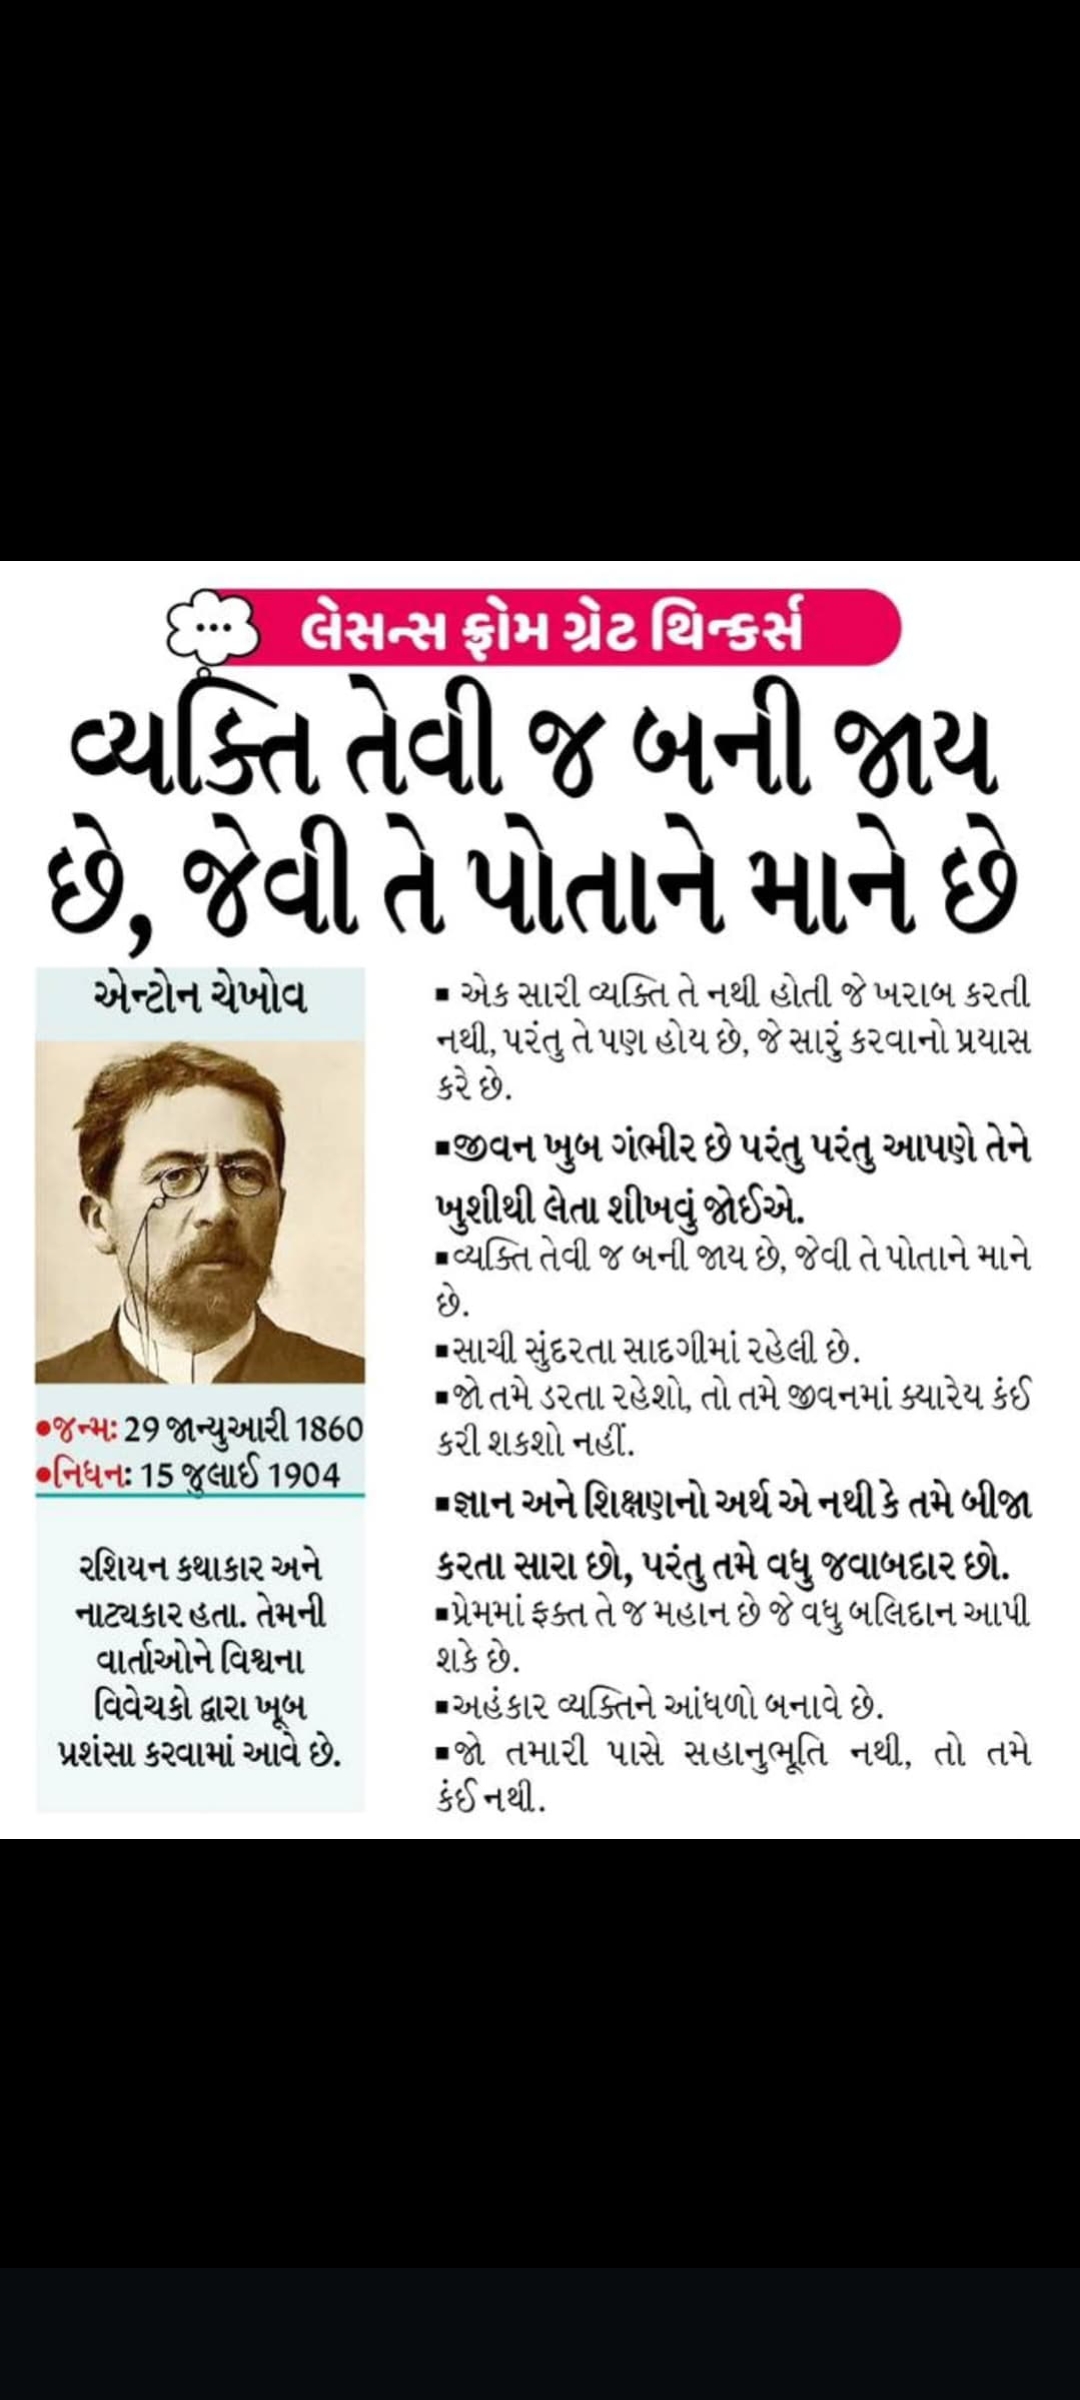 લેસન્સ ફ્રોમ ગ્રેટ થિન્કર્સ
વ્યક્તિ તેવી જ બની જાય
છે, જેવી તે પોતાને માને છે
એન્ટોન ચેખોવ
•જન્મ: 29 જાન્યુઆરી 1860
•નિધન: 15 જુલાઈ 1904
રશિયન કથાકાર અને
નાટ્યકાર હતા. તેમની
વાર્તાઓને વિશ્વના
વિવેચકો દ્વારા ખૂબ
પ્રશંસા કરવામાં આવે છે.
▪ એક સારી વ્યક્તિ તે નથી હોતી જે ખરાબ કરતી
નથી, પરંતુ તે પણ હોય છે, જે સારું કરવાનો પ્રયાસ
કરે છે.
▪જીવન ખુબ ગંભીર છે પરંતુ પરંતુ આપણે તેને
ખુશીથી લેતા શીખવું જોઈએ.
▪વ્યક્તિ તેવી જ બની જાય છે, જેવી તે પોતાને માને
છે.
▪સાચી સુંદરતા સાદગીમાં રહેલી છે.
▪જો તમે ડરતા રહેશો, તો તમે જીવનમાં ક્યારેય કંઈ
કરી શકશો નહીં.
▪જ્ઞાન અને શિક્ષણનો અર્થ એ નથી કે તમે બીજા
કરતા સારા છો, પરંતુ તમે વધુ જવાબદાર છો.
▪પ્રેમમાં ફક્ત તે જ મહાન છે જે વધુ બલિદાન આપી
શકે છે.
▪અહંકાર વ્યક્તિને આંધળો બનાવે છે.
▪જો તમારી પાસે સહાનુભૂતિ નથી, તો તમે
કંઈ નથી.